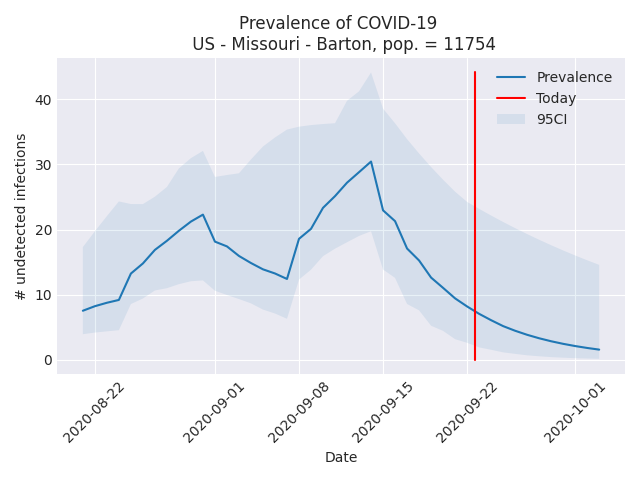 Prevalence of COVID-19
US - Missouri - Barton, pop. = 11754
Prevalence
Today
95CI
# undetected infections
40
30
20
10
0
2020-08-22
2020-09-01
2020-09-08
2020-09-15
2020-09-22
2020-10-01
Date